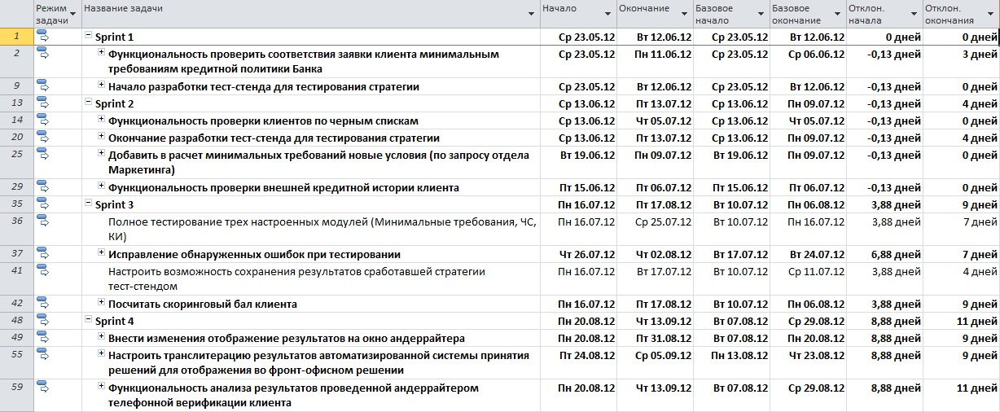 Режим задачи Название задачи Начало Окончание Базовое начало Базовое окончание Отклон. начала Отклон. окончания
1 Sprint 1 Ср 23.05.12 Вт 12.06.12 Ср 23.05.12 Вт 12.06.12 0 дней 0 дней
2 Функциональность проверить соответствия заявки клиента минимальным Ср 23.05.12 Пн 11.06.12 Ср 23.05.12 Ср 06.06.12 -0,13 дней 3 дней
требованиям кредитной политики Банка
9 Начало разработки тест-стенда для тестирования стратегии Ср 23.05.12 Вт 12.06.12 Ср 23.05.12 Вт 12.06.12 -0,13 дней 0 дней
13 Sprint 2 Ср 13.06.12 Пт 13.07.12 Ср 13.06.12 Пн 09.07.12 -0,13 дней 4 дней
14 Функциональность проверки клиентов по черным спискам Ср 13.06.12 Чт 05.07.12 Ср 13.06.12 Чт 05.07.12 -0,13 дней 0 дней
20 Окончание разработки тест-стенда для тестирования стратегии Ср 13.06.12 Пт 13.07.12 Ср 13.06.12 Пн 09.07.12 -0,13 дней 4 дней
25 Добавить в расчет минимальных требований новые условия (по запросу отдела Вт 19.06.12 Пн 09.07.12 Вт 19.06.12 Пн 09.07.12 -0,13 дней 0 дней
Маркетинга)
29 Функциональность проверки внешней кредитной истории клиента Пт 15.06.12 Пт 06.07.12 Пт 15.06.12 Пт 06.07.12 -0,13 дней 0 дней
35 Sprint 3 Пн 16.07.12 Пт 17.08.12 Вт 10.07.12 Пн 06.08.12 3,88 дней 9 дней
36 Полное тестирование трех настроенных модулей (Минимальные требования, ЧС, Пн 16.07.12 Ср 25.07.12 Вт 10.07.12 Пн 16.07.12 3,88 дней 7 дней
КИ)
37 Исправление обнаруженных ошибок при тестировании Чт 26.07.12 Чт 02.08.12 Вт 17.07.12 Вт 24.07.12 6,88 дней 7 дней
41 Настроить возможность сохранения результатов сработавшей стратегии Пн 16.07.12 Вт 17.07.12 Вт 10.07.12 Ср 11.07.12 3,88 дней 4 дней
тест-стендом
42 Посчитать скоринговый бал клиента Пн 16.07.12 Пт 17.08.12 Вт 10.07.12 Пн 06.08.12 3,88 дней 9 дней
48 Sprint 4 Пн 20.08.12 Чт 13.09.12 Вт 07.08.12 Ср 29.08.12 8,88 дней 11 дней
49 Внести изменения отображение результатов на окно андеррайтера Пн 20.08.12 Пт 31.08.12 Вт 07.08.12 Пн 20.08.12 8,88 дней 9 дней
55 Настроить транслитерацию результатов автоматизированной системы принятия Пт 24.08.12 Ср 05.09.12 Пн 13.08.12 Чт 23.08.12 8,88 дней 9 дней
решений для отображения во фронт-офисном решении
59 Функциональность анализа результатов проведенной андеррайтером Пн 20.08.12 Чт 13.09.12 Вт 07.08.12 Ср 29.08.12 8,88 дней 11 дней
телефонной верификации клиента